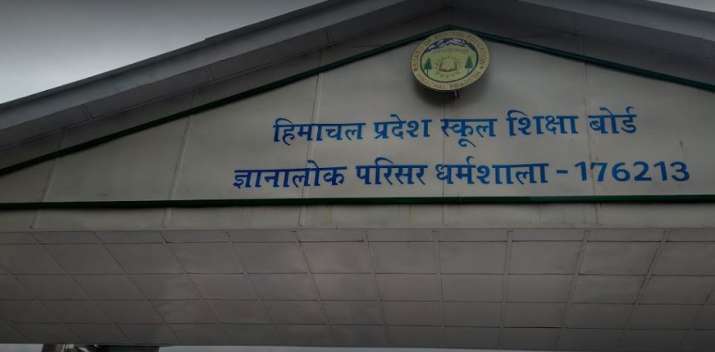 हिमाचल प्रदेश स्कूल शिक्षा बोर्ड
ज्ञानालोक परिसर धर्मशाला - 176213